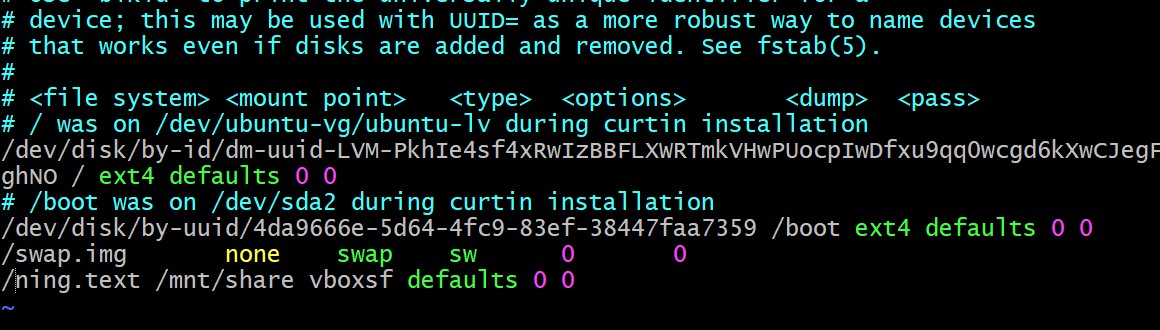 # device; this may be used with UUID= as a more robust way to name devices
# that works even if disks are added and removed. See fstab(5).
#
# <file system> <mount point>   <type>  <options>       <dump>  <pass>
# / was on /dev/ubuntu-vg/ubuntu-lv during curtin installation
/dev/disk/by-id/dm-uuid-LVM-PkhIe4sf4xRwIzBBFLXWRTmkVHwPUocpIwDfxu9qqOwcgd6kXwCJegF
ghNO / ext4 defaults 0 0
# /boot was on /dev/sda2 during curtin installation
/dev/disk/by-uuid/4da9666e-5d64-4fc9-83ef-38447faa7359 /boot ext4 defaults 0 0
/swap.img       none    swap    sw      0       0
/ning.text /mnt/share vboxsf defaults 0 0
~